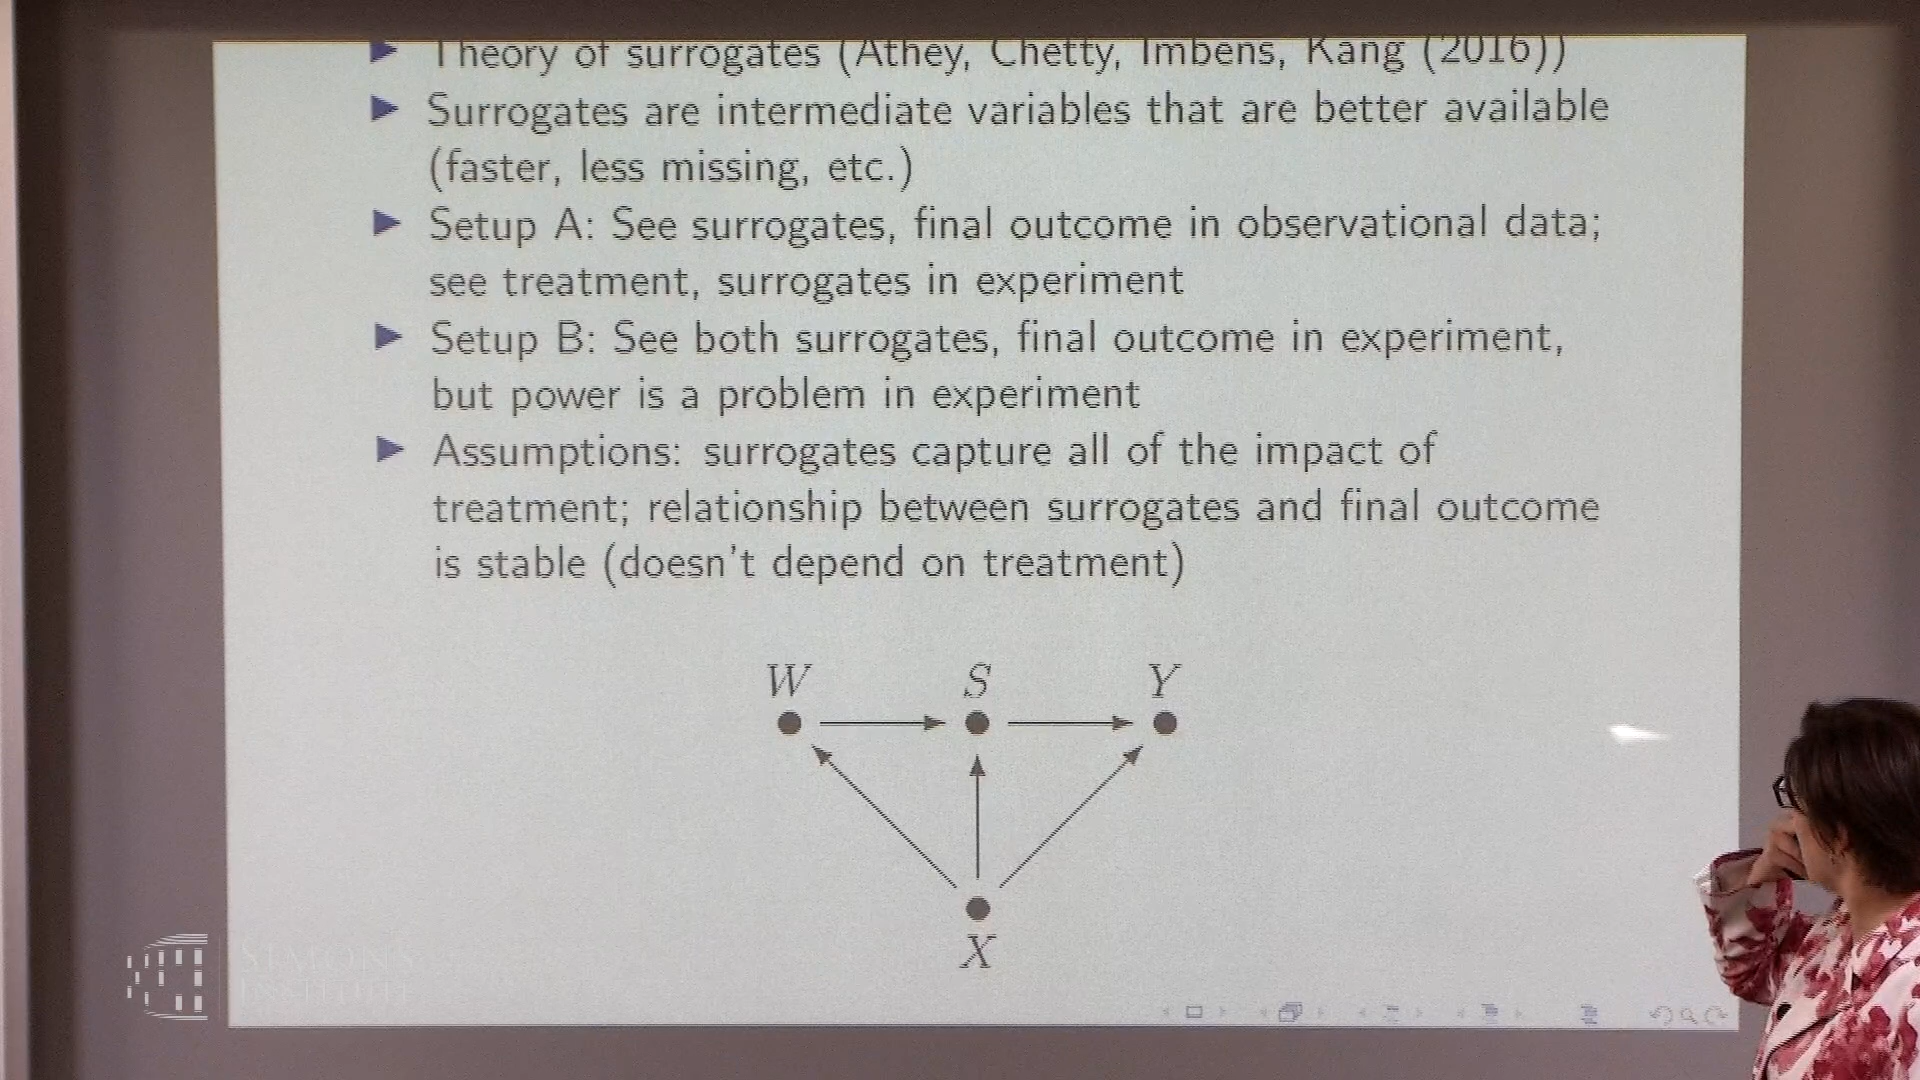 Theory of surrogates (Athey, Chetty, Imbens, Kang (2016))
Surrogates are intermediate variables that are better available
(faster, less missing, etc.)
Setup A: See surrogates, final outcome in observational data;
see treatment, surrogates in experiment
Setup B: See both surrogates, final outcome in experiment,
but power is a problem in experiment
Assumptions: surrogates capture all of the impact of
treatment; relationship between surrogates and final outcome
is stable (doesn't depend on treatment)
W S Y
X
SIMONS
INSTITUTE